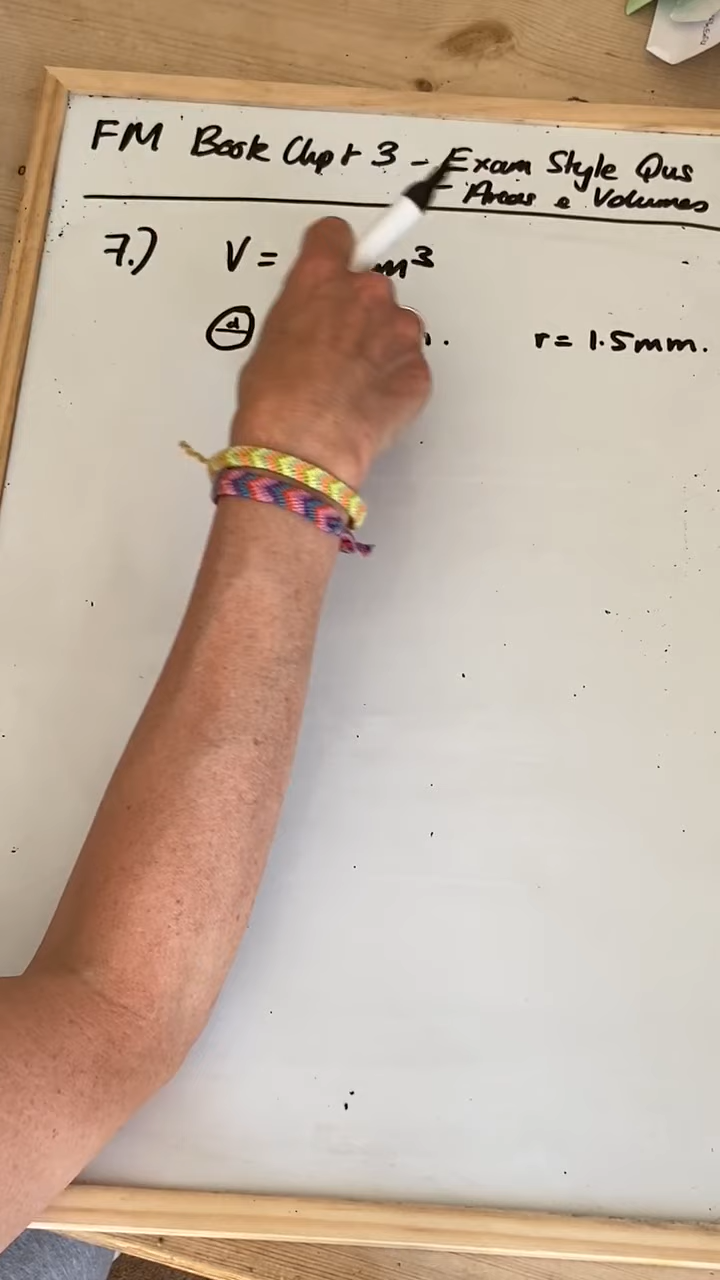 FM Book Chpt 3 - Exam Style Qus
- Areas & Volumes
7.) V = m³
d . r = 1.5mm.